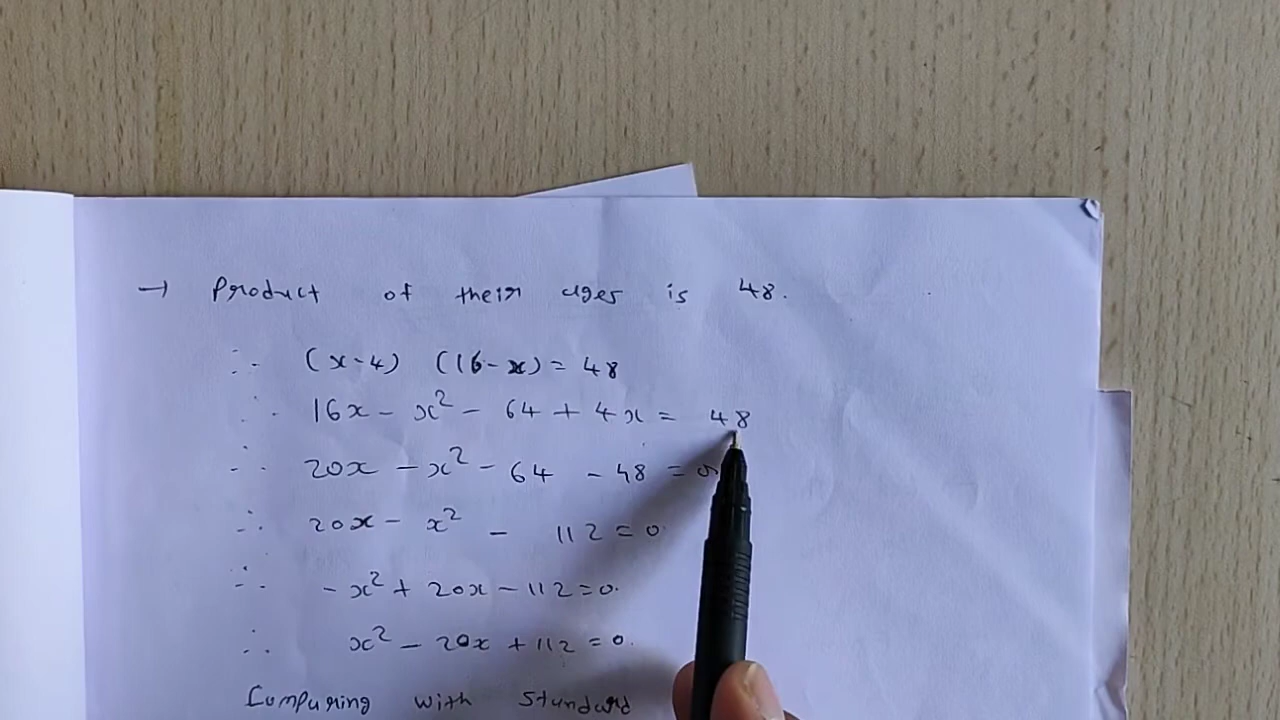 → Product of their ages is 48.
∴ (x-4) (16-x) = 48
∴ 16x - x² - 64 + 4x = 48
∴ 20x - x² - 64 - 48 = 0
∴ 20x - x² - 112 = 0.
∴ -x² + 20x - 112 = 0.
∴ x² - 20x + 112 = 0.
Comparing with standard